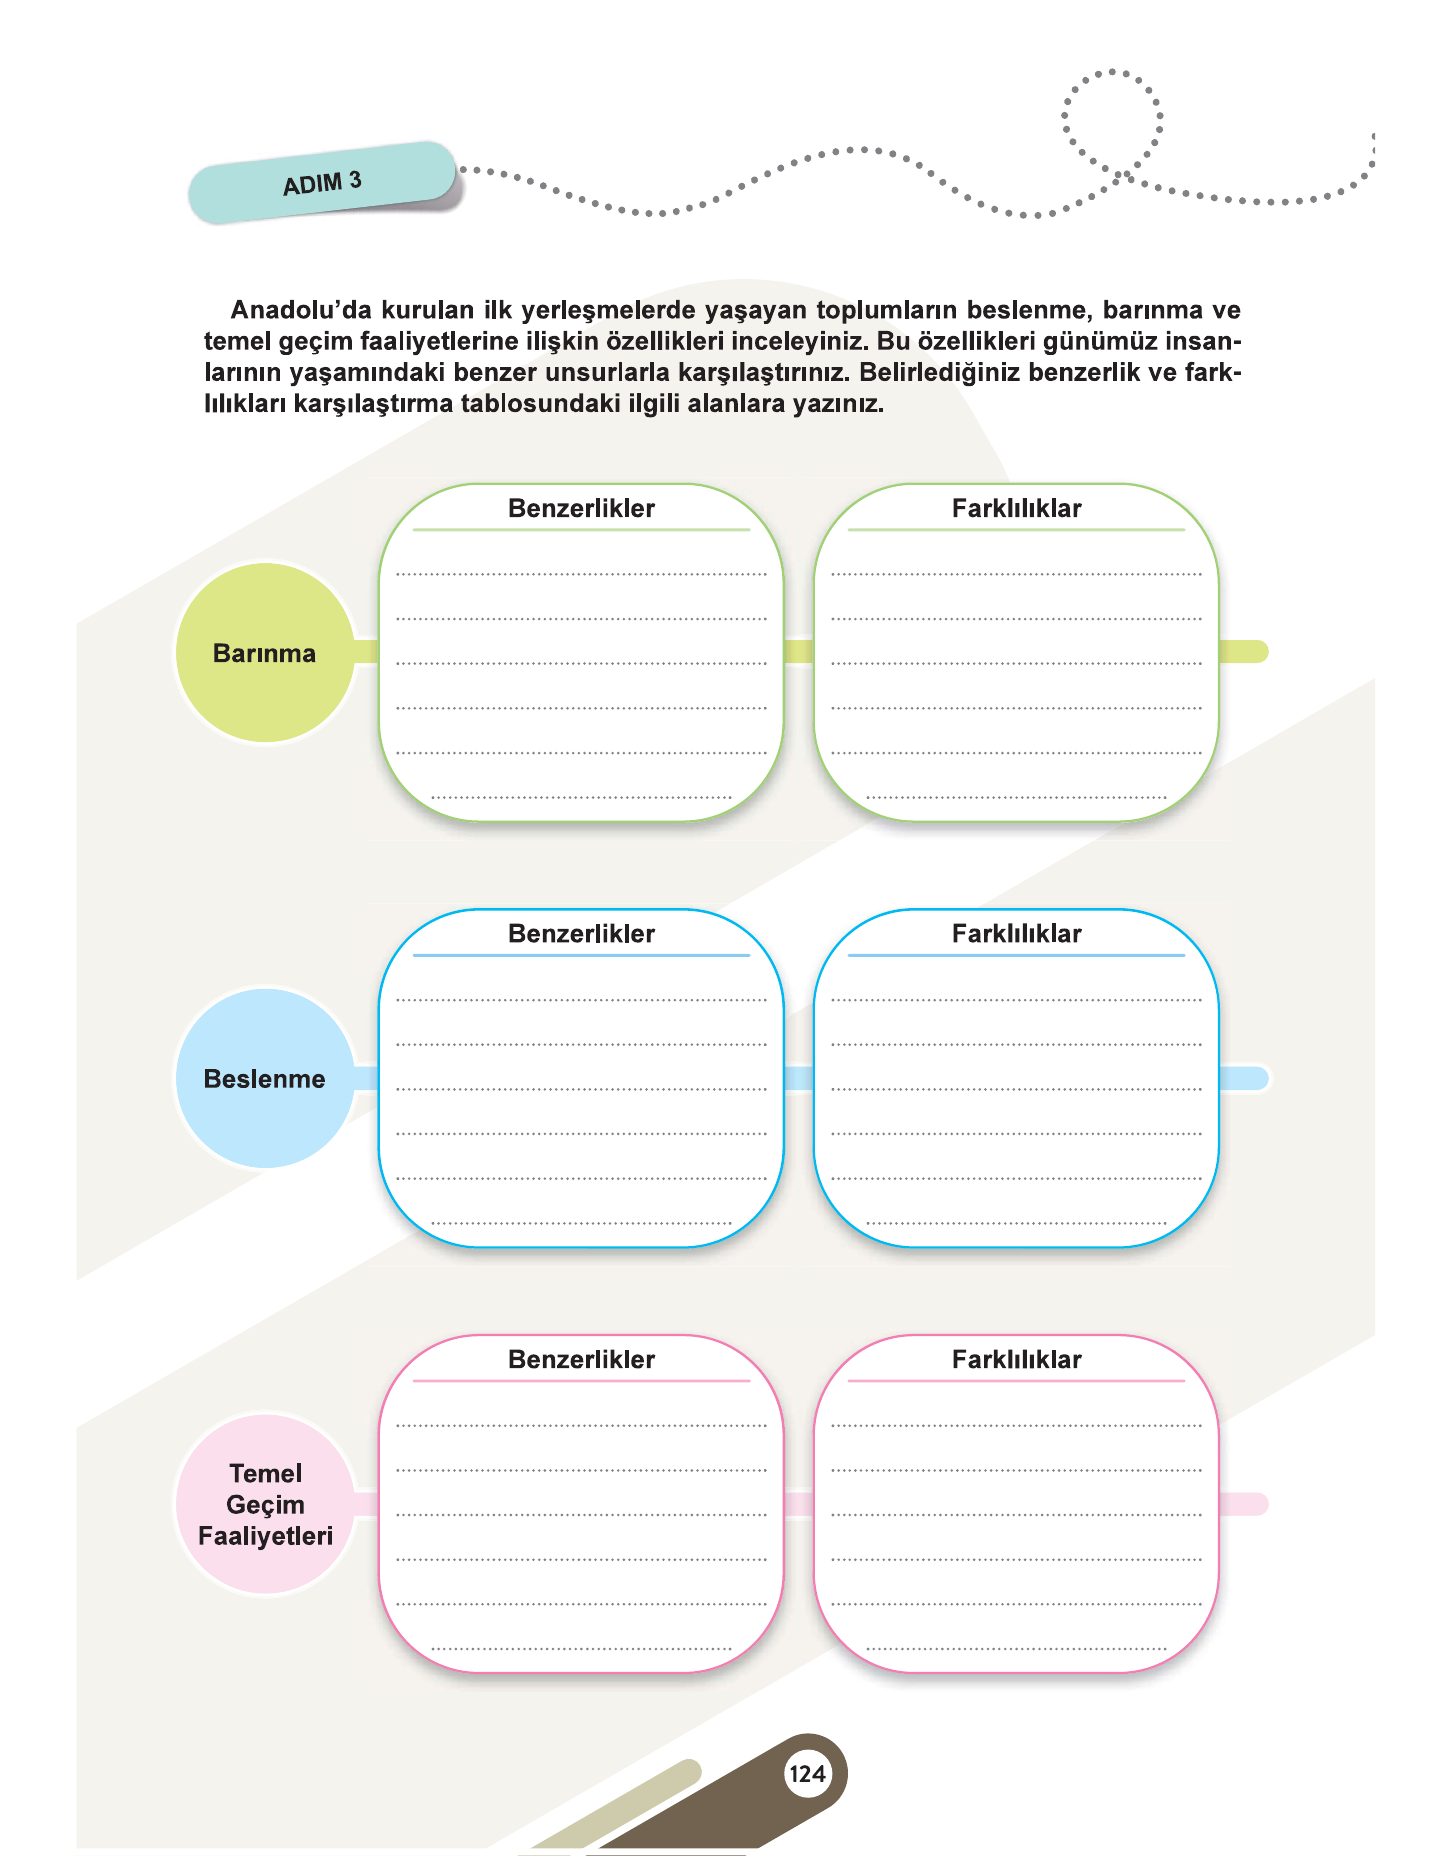 ADIM 3
Anadolu’da kurulan ilk yerleşmelerde yaşayan toplumların beslenme, barınma ve
temel geçim faaliyetlerine ilişkin özellikleri inceleyiniz. Bu özellikleri günümüz insan-
larının yaşamındaki benzer unsurlarla karşılaştırınız. Belirlediğiniz benzerlik ve fark-
lılıkları karşılaştırma tablosundaki ilgili alanlara yazınız.
Benzerlikler
Farklılıklar
Barınma
Benzerlikler
Farklılıklar
Beslenme
Benzerlikler
Farklılıklar
Temel
Geçim
Faaliyetleri
124